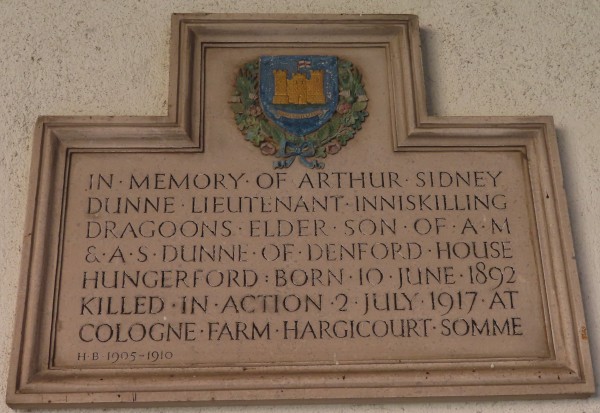 IN · MEMORY · OF ARTHUR · SIDNEY
DUNNE · LIEUTENANT · INNISKILLING
DRAGOONS · ELDER · SON · OF · A · M
& · A · S · DUNNE · OF · DENFORD · HOUSE
HUNGERFORD : BORN · 10 · JUNE · 1892
KILLED · IN · ACTION · 2 · JULY · 1917 · AT
COLOGNE · FARM · HARGICOURT · SOMME
H · B · 1905–1910